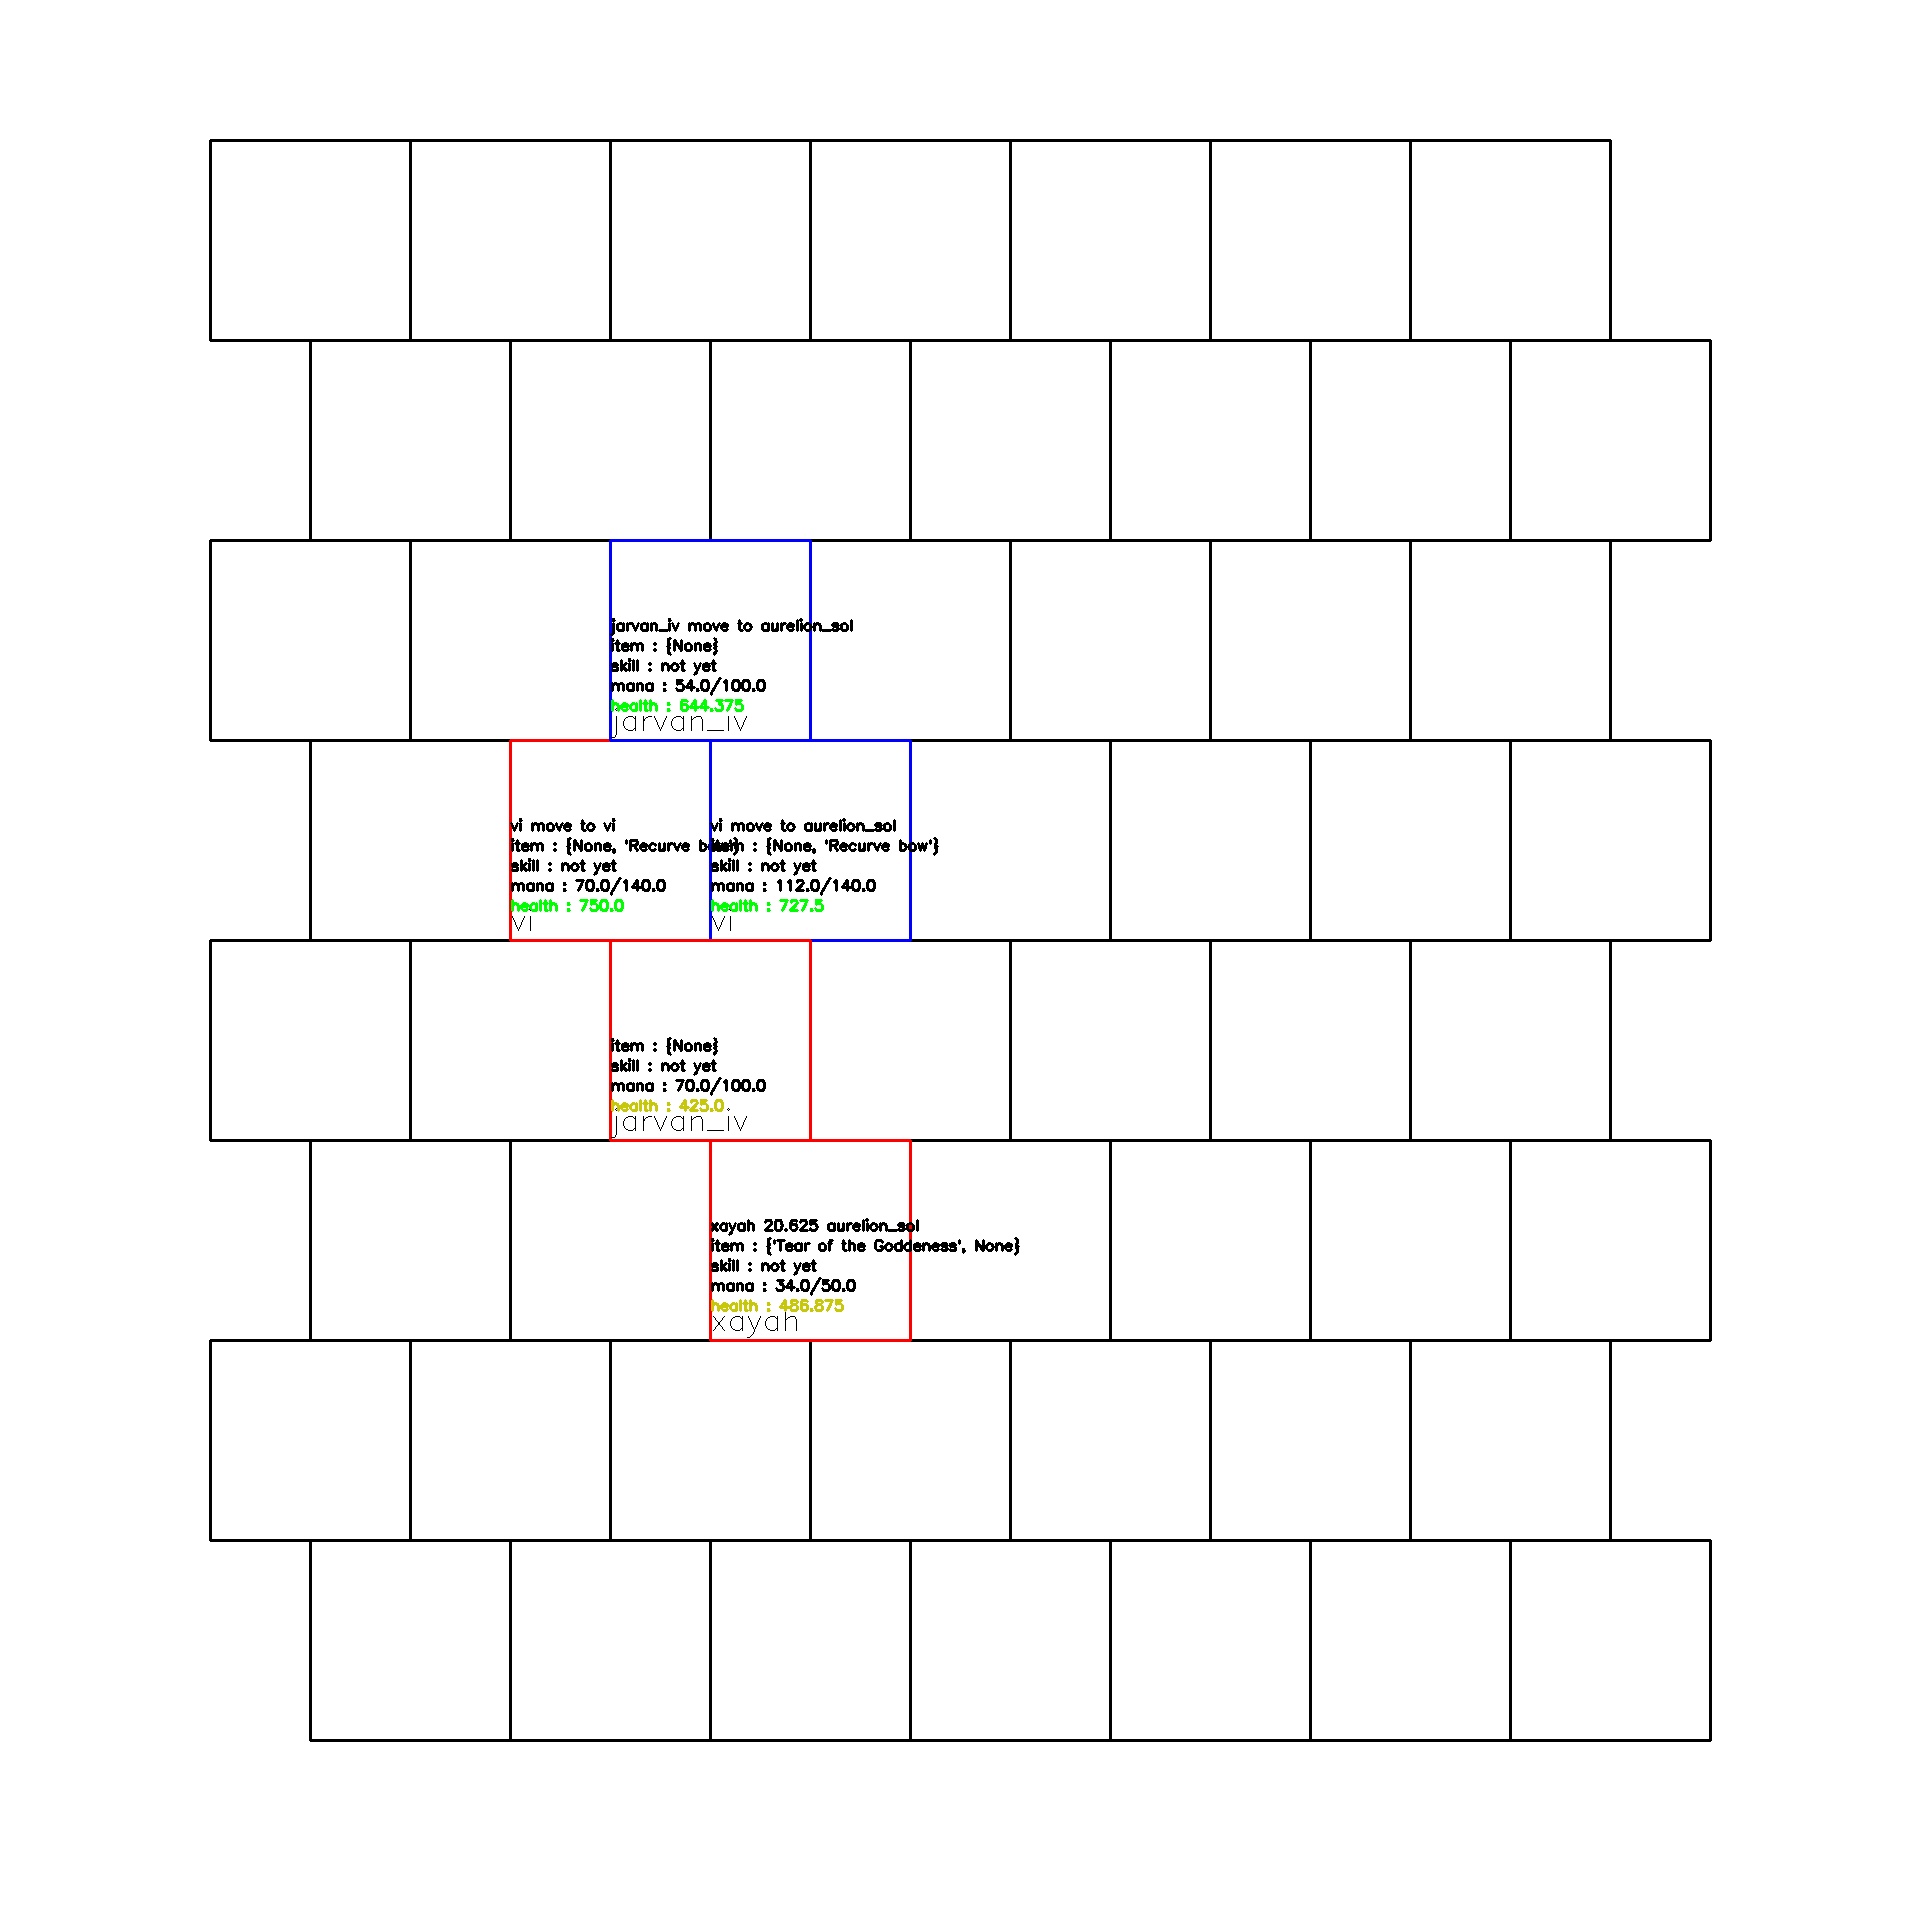 jarvan_iv move to aurelion_sol
item : {None}
skill : not yet
mana : 54.0/100.0
health : 644.375
jarvan_iv
vi move to vi
item : {None, 'Recurve bow'}
skill : not yet
mana : 70.0/140.0
health : 750.0
vi
vi move to aurelion_sol
item : {None, 'Recurve bow'}
skill : not yet
mana : 112.0/140.0
health : 727.5
vi
item : {None}
skill : not yet
mana : 70.0/100.0
health : 425.0
jarvan_iv
xayah 20.625 aurelion_sol
item : {'Tear of the Goddeness', None}
skill : not yet
mana : 34.0/50.0
health : 486.875
xayah